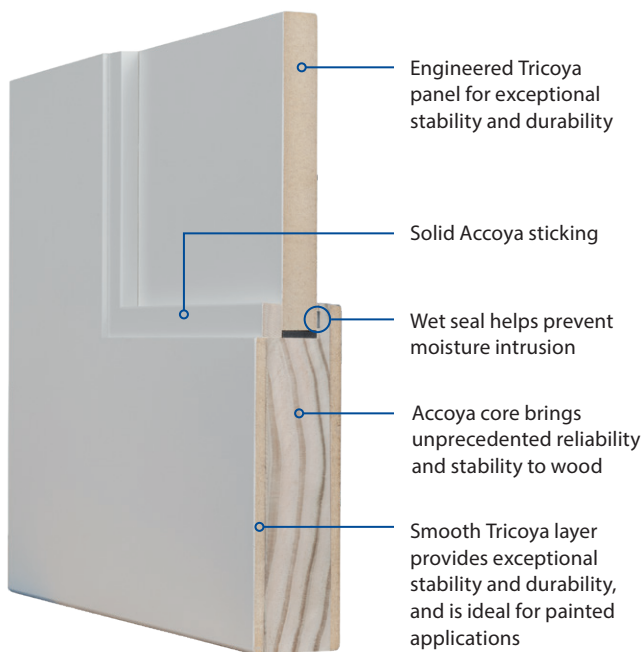 Engineered Tricoya
panel for exceptional
stability and durability
Solid Accoya sticking
Wet seal helps prevent
moisture intrusion
Accoya core brings
unprecedented reliability
and stability to wood
Smooth Tricoya layer
provides exceptional
stability and durability,
and is ideal for painted
applications